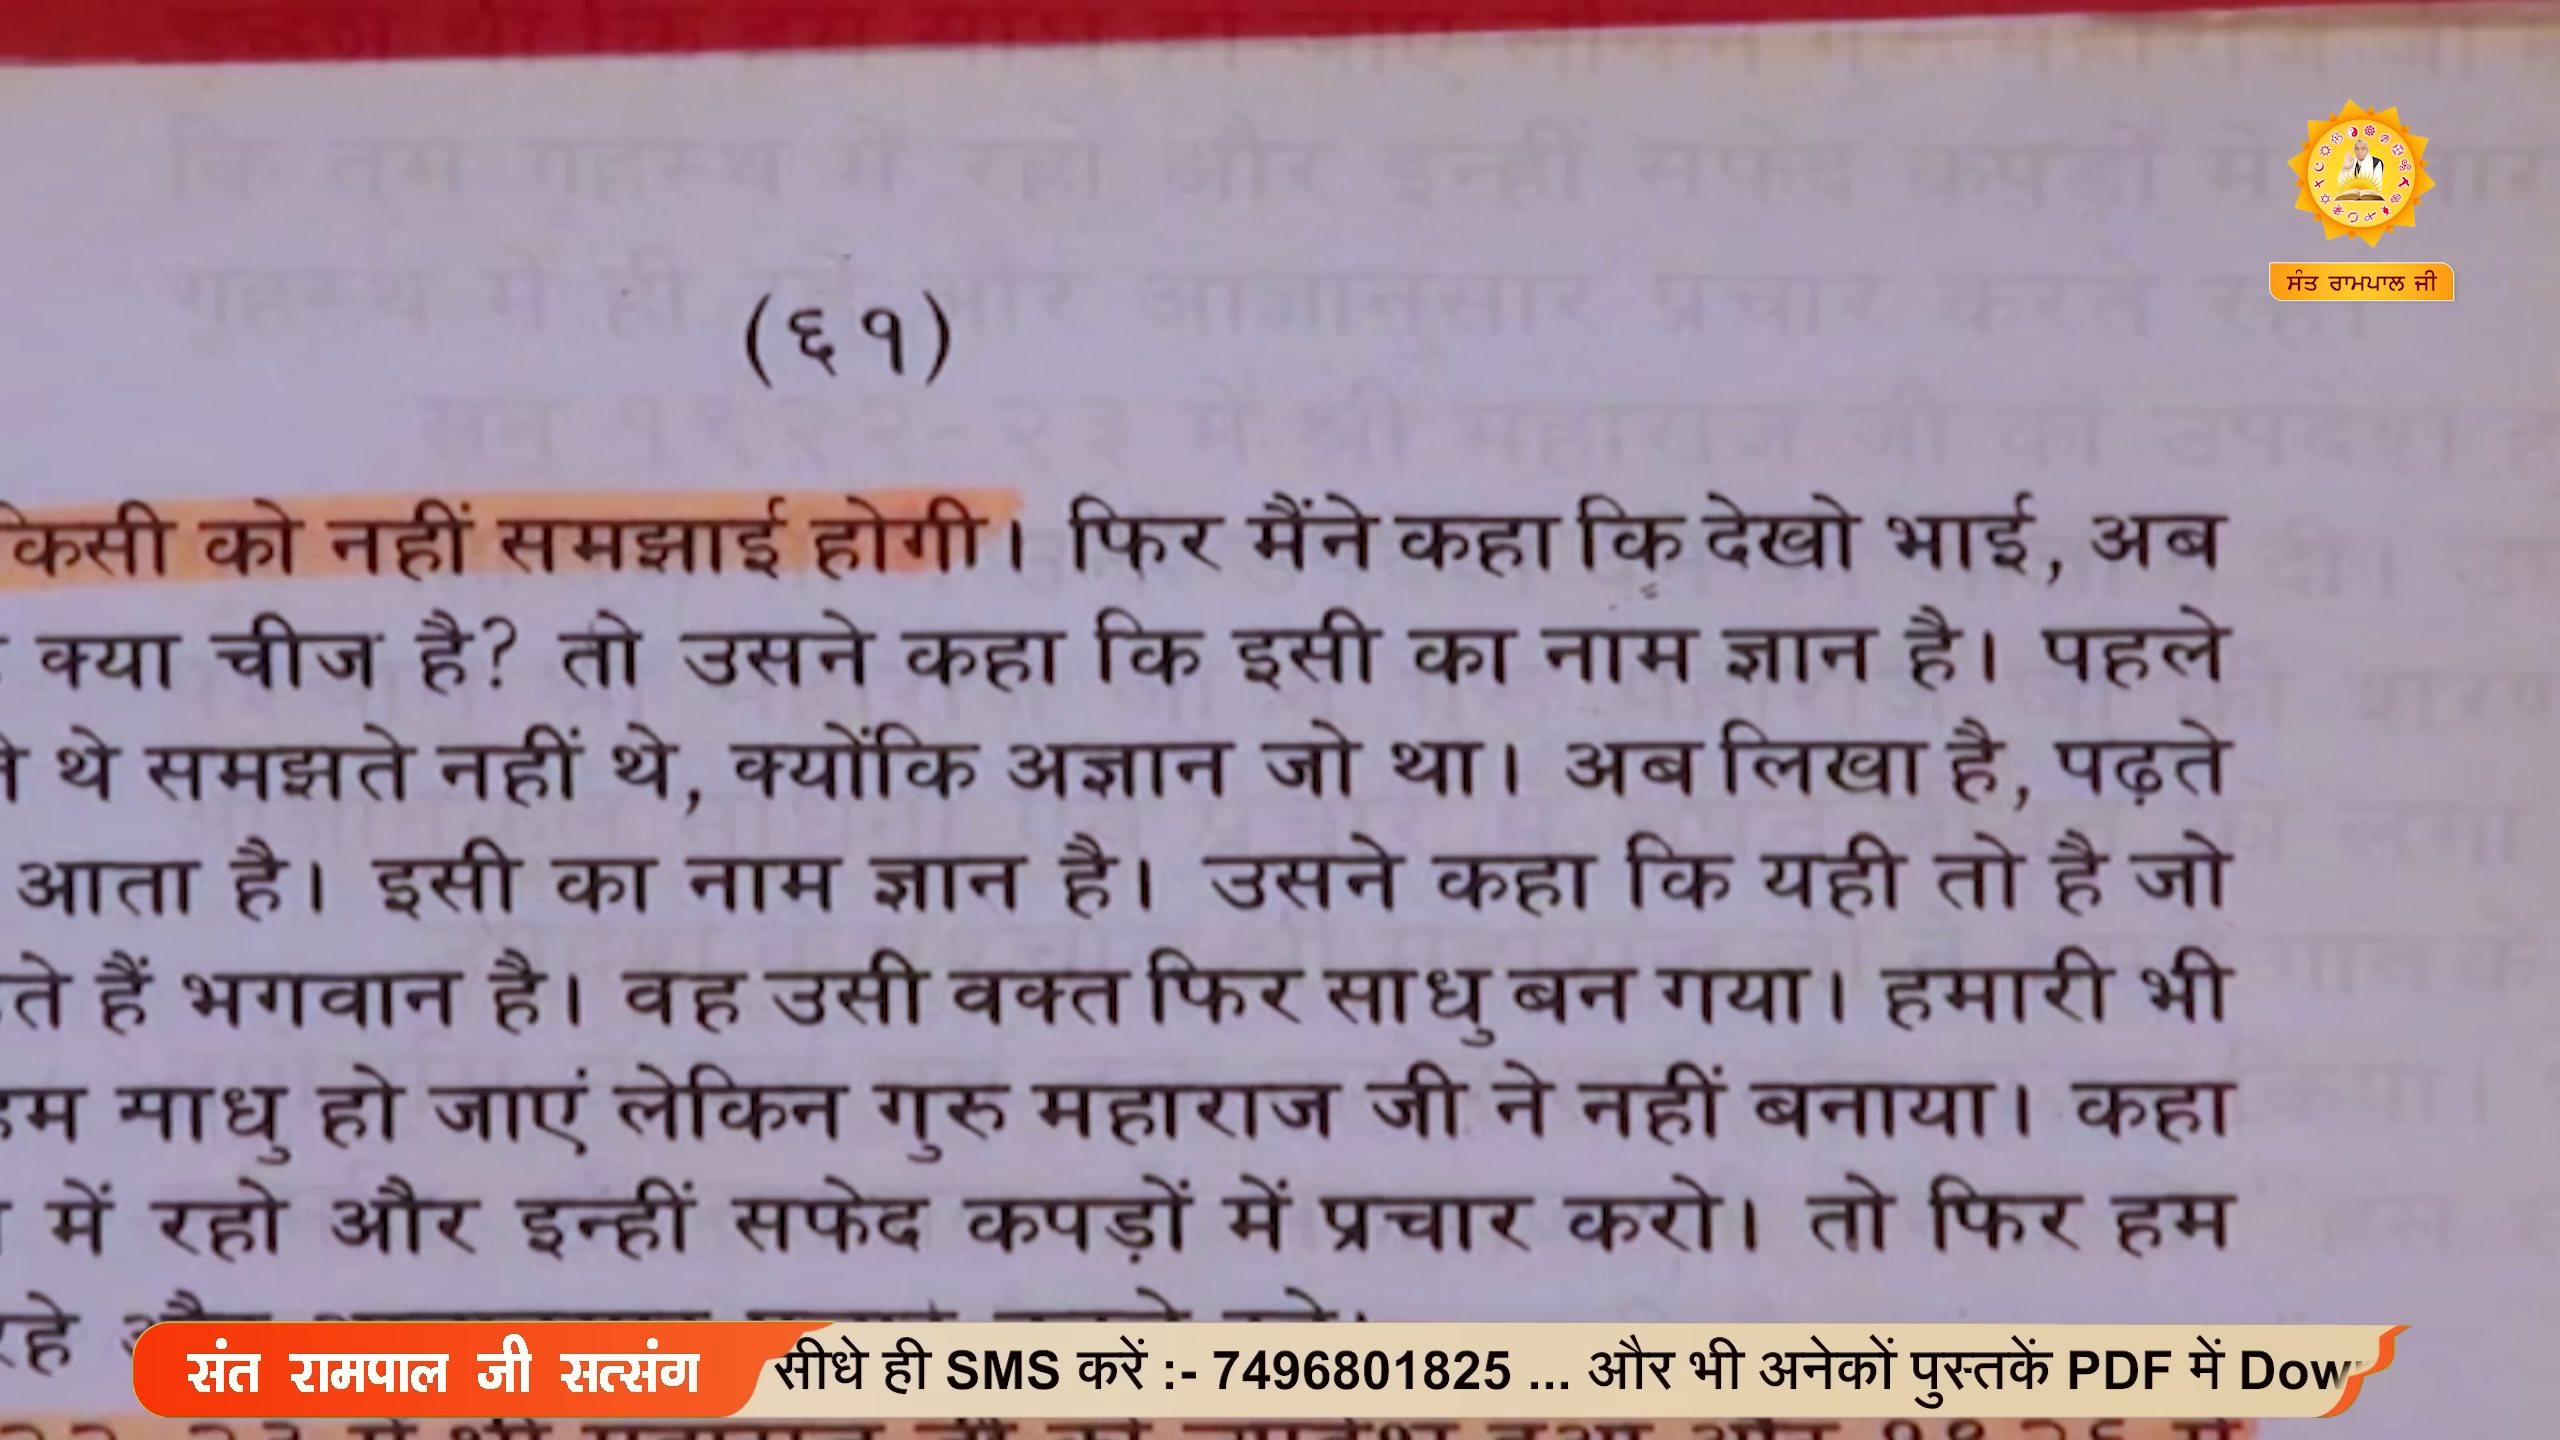 (६१)
ਸੰਤ ਰਾਮਪਾਲ ਜੀ
किसी को नहीं समझाई होगी। फिर मैंने कहा कि देखो भाई, अब
क्या चीज है? तो उसने कहा कि इसी का नाम ज्ञान है। पहले
थे समझते नहीं थे, क्योंकि अज्ञान जो था। अब लिखा है, पढ़ते
आता है। इसी का नाम ज्ञान है। उसने कहा कि यही तो है जो
हैं भगवान है। वह उसी वक्त फिर साधु बन गया। हमारी भी
साधु हो जाएं लेकिन गुरु महाराज जी ने नहीं बनाया। कहा
में रहो और इन्हीं सफेद कपड़ों में प्रचार करो। तो फिर हम
रहे
संत रामपाल जी सत्संग
सीधे ही SMS करें :- 7496801825 ... और भी अनेकों पुस्तकें PDF में Dow